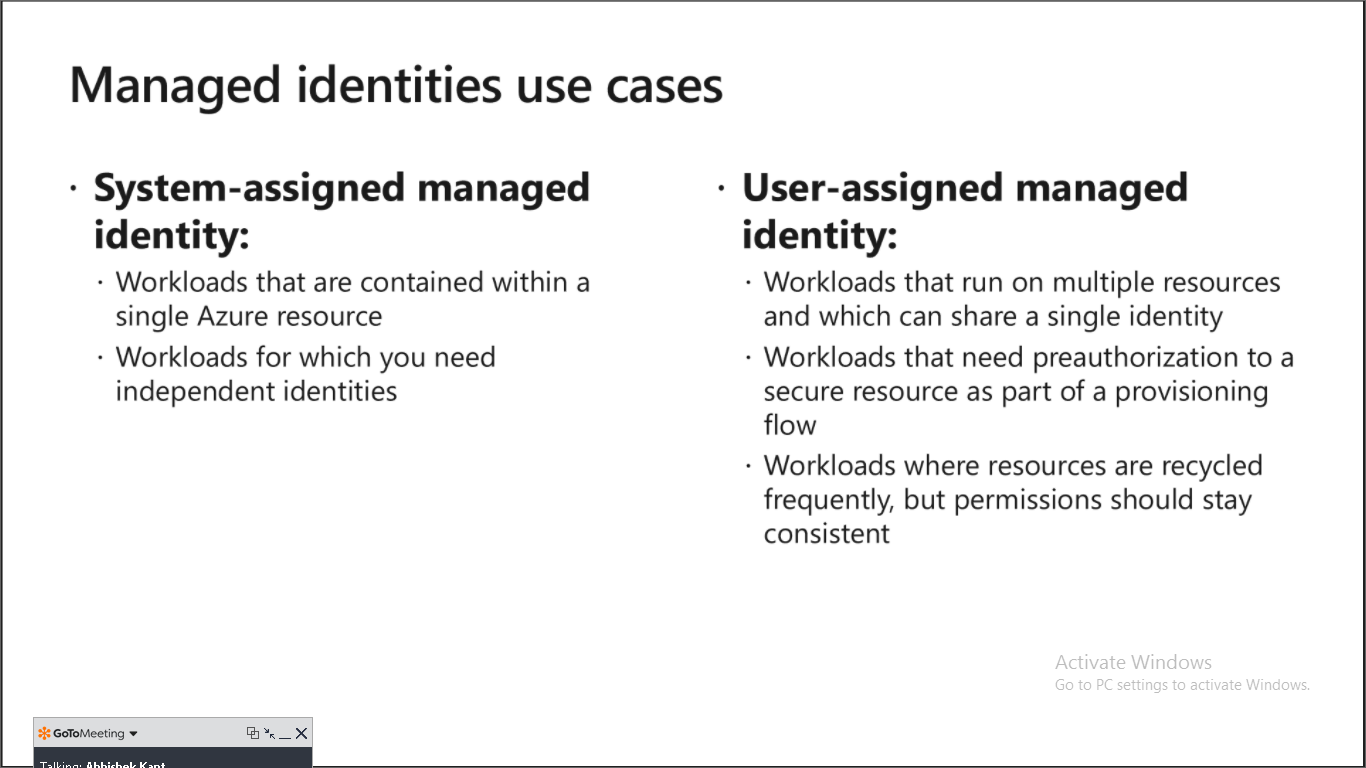 Managed identities use cases
· System-assigned managed
identity:
· Workloads that are contained within a
single Azure resource
· Workloads for which you need
independent identities
· User-assigned managed
identity:
· Workloads that run on multiple resources
and which can share a single identity
· Workloads that need preauthorization to a
secure resource as part of a provisioning
flow
· Workloads where resources are recycled
frequently, but permissions should stay
consistent
Activate Windows
Go to PC settings to activate Windows.
GoToMeeting
Talking: Abhishek Kant